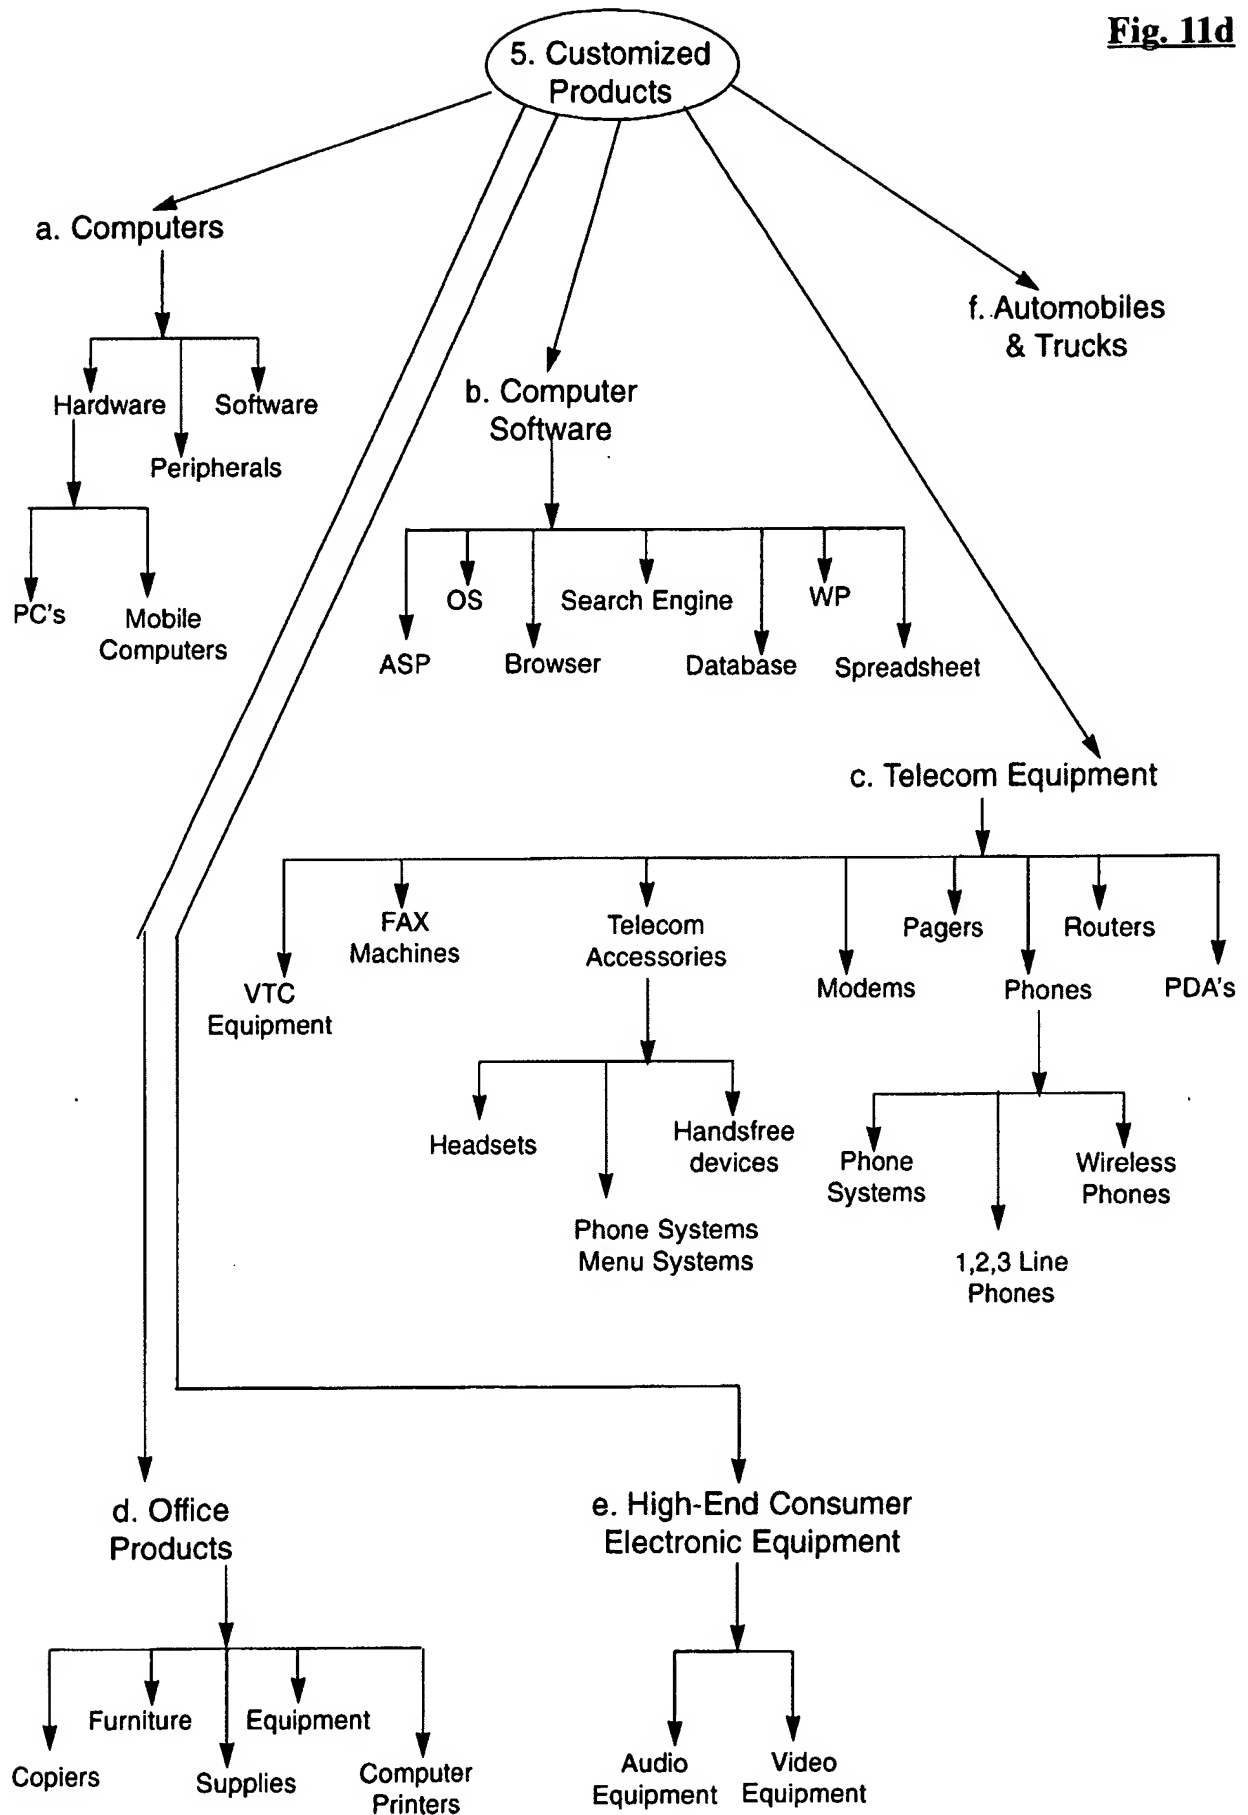 Fig. 11d
5. Customized
Products
a. Computers
Hardware
Software
Peripherals
PC's
Mobile
Computers
f. Automobiles
& Trucks
b. Computer
Software
OS
Search Engine
WP
ASP
Browser
Database
Spreadsheet
c. Telecom Equipment
FAX
Machines
Telecom
Accessories
Pagers
Routers
VTC
Equipment
Modems
Phones
PDA's
Headsets
Handsfree
devices
Phone Systems
Menu Systems
Phone
Systems
Wireless
Phones
1,2,3 Line
Phones
d. Office
Products
Furniture
Equipment
Copiers
Supplies
Computer
Printers
e. High-End Consumer
Electronic Equipment
Audio
Equipment
Video
Equipment